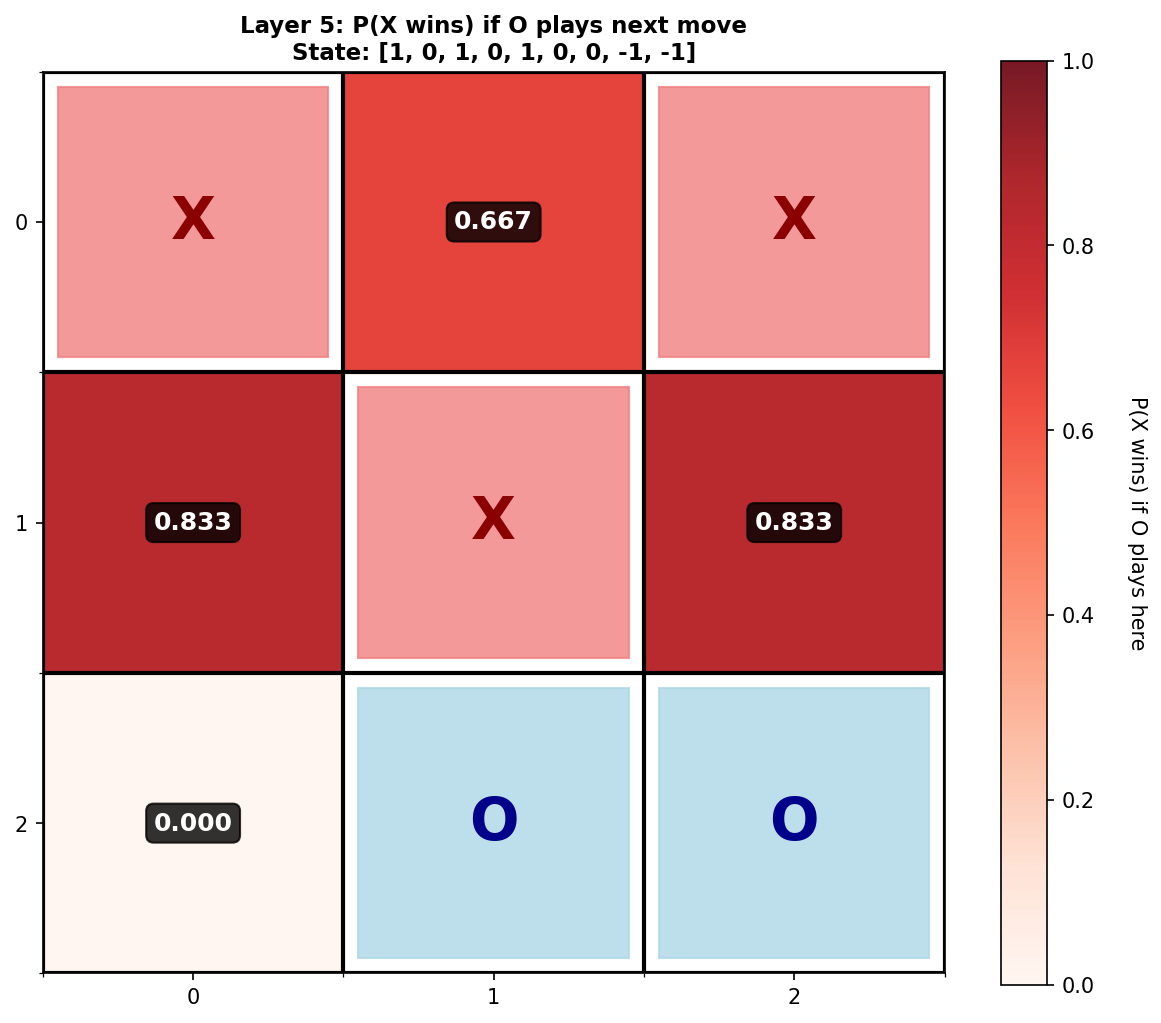 Layer 5: P(X wins) if O plays next move
State: [1, 0, 1, 0, 1, 0, 0, -1, -1]
0
X
0.667
X
1
0.833
X
0.833
2
0.000
O
O
0
1
2
1.0
0.8
0.6
0.4
0.2
0.0
P(X wins) if O plays here